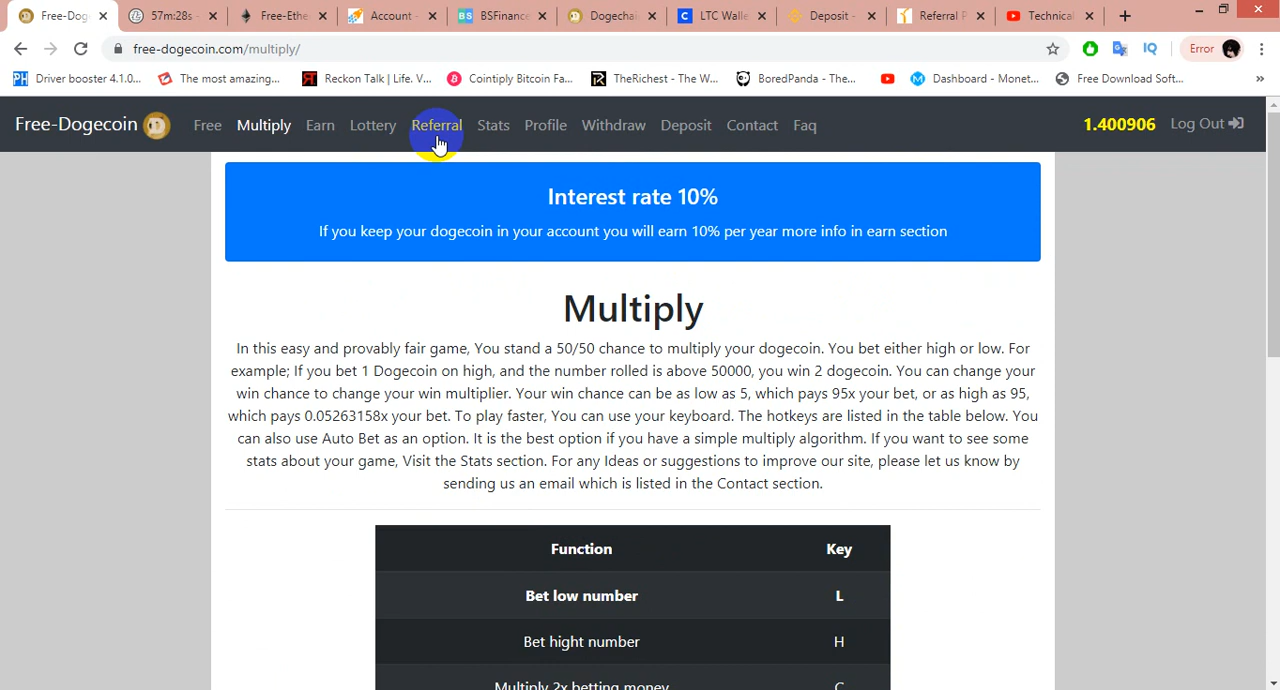 Free-Dog
57m:28s -
Free-Ethe
Account -
BSFinance
Dogechai
LTC Walle
Deposit -
Referral P
Technical
free-dogecoin.com/multiply/
Error
Driver booster 4.1.0...
The most amazing...
Reckon Talk | Life. V...
Cointiply Bitcoin Fa...
TheRichest - The W...
BoredPanda - The...
Dashboard - Monet...
Free Download Soft...
»
Free-Dogecoin
Free
Multiply
Earn
Lottery
Referral
Stats
Profile
Withdraw
Deposit
Contact
Faq
1.400906
Log Out
Interest rate 10%
If you keep your dogecoin in your account you will earn 10% per year more info in earn section
Multiply
In this easy and provably fair game, You stand a 50/50 chance to multiply your dogecoin. You bet either high or low. For
example; If you bet 1 Dogecoin on high, and the number rolled is above 50000, you win 2 dogecoin. You can change your
win chance to change your win multiplier. Your win chance can be as low as 5, which pays 95x your bet, or as high as 95,
which pays 0.05263158x your bet. To play faster, You can use your keyboard. The hotkeys are listed in the table below. You
can also use Auto Bet as an option. It is the best option if you have a simple multiply algorithm. If you want to see some
stats about your game, Visit the Stats section. For any Ideas or suggestions to improve our site, please let us know by
sending us an email which is listed in the Contact section.
Function Key
Bet low number L
Bet hight number H
Multiply 2x betting money C